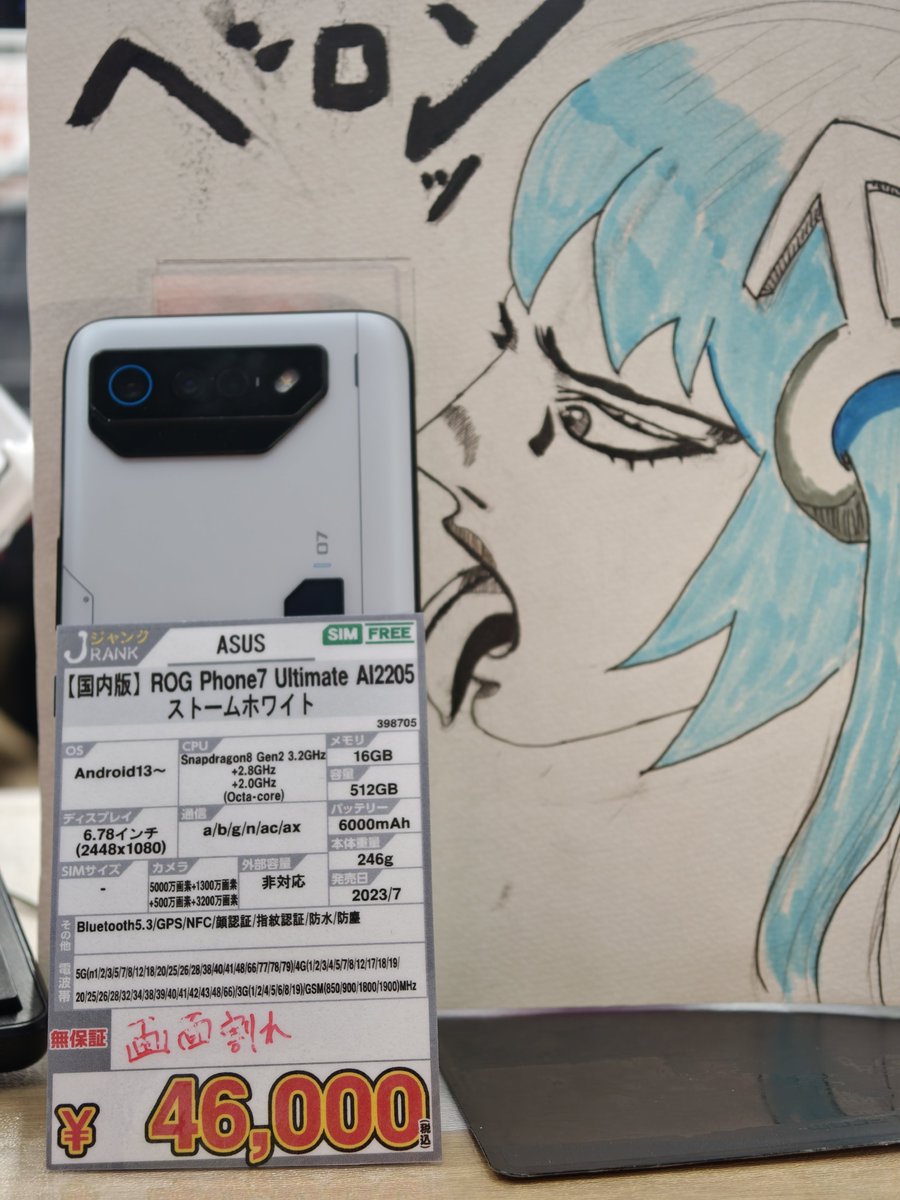 ベロンッ
07
Jジャンク
RANK
ASUS
SIM FREE
【国内版】ROG Phone7 Ultimate AI2205
ストームホワイト
398705
OS
Android13～
CPU
Snapdragon8 Gen2 3.2GHz
+2.8GHz
+2.0GHz
(Octa-core)
メモリ
16GB
容量
512GB
ディスプレイ
6.78インチ
(2448x1080)
通信
a/b/g/n/ac/ax
バッテリー
6000mAh
本体重量
246g
SIMサイズ
-
カメラ
5000万画素+1300万画素
+500万画素+3200万画素
外部容量
非対応
発売日
2023/7
その他
Bluetooth5.3/GPS/NFC/顔認証/指紋認証/防水/防塵
電波帯
5G(n1/2/3/5/7/8/12/18/20/25/26/28/38/40/41/48/66/77/78/79)/4G(1/2/3/4/5/7/8/12/17/18/19/
20/25/26/28/32/34/38/39/40/41/42/43/48/66)/3G(1/2/4/5/6/8/19)/GSM(850/900/1800/1900)MHz
無保証
画面割れ
¥46,000(税込)